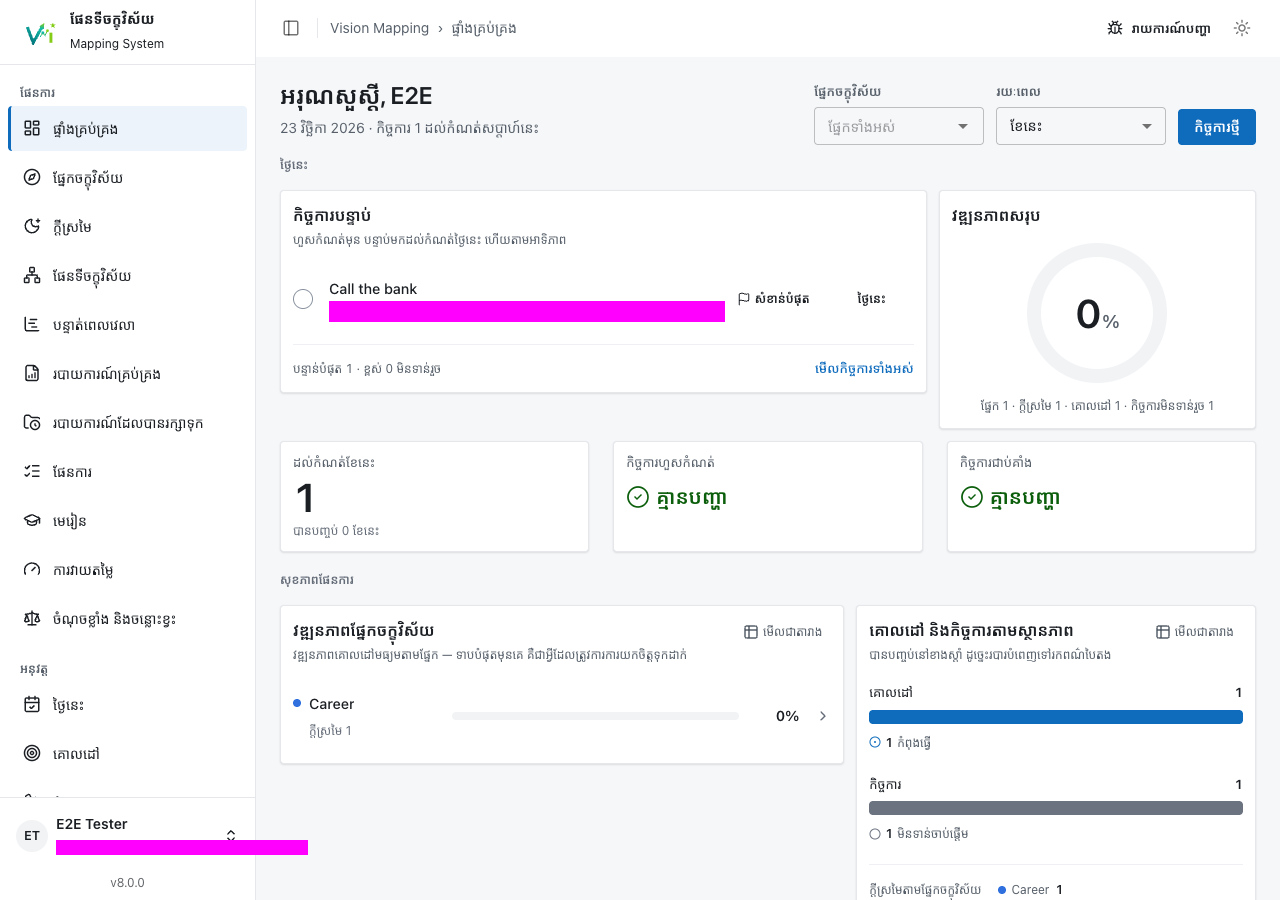 ផែនទីចក្ខុវិស័យ
Mapping System
ផែនការ
ផ្ទាំងគ្រប់គ្រង
ផ្នែកចក្ខុវិស័យ
ក្តីស្រមៃ
ផែនទីចក្ខុវិស័យ
បន្ទាត់ពេលវេលា
របាយការណ៍គ្រប់គ្រង
របាយការណ៍ដែលបានរក្សាទុក
ផែនការ
មេរៀន
ការវាយតម្លៃ
ចំណុចខ្លាំង និងចន្លោះខ្វះ
អនុវត្ត
ថ្ងៃនេះ
គោលដៅ
ET
E2E Tester
v8.0.0
Vision Mapping › ផ្ទាំងគ្រប់គ្រង
រាយការណ៍បញ្ហា
អរុណសួស្តី, E2E
23 វិច្ឆិកា 2026 · កិច្ចការ 1 ដល់កំណត់សប្តាហ៍នេះ
ផ្នែកចក្ខុវិស័យ
ផ្នែកទាំងអស់
រយៈពេល
ខែនេះ
កិច្ចការថ្មី
ថ្ងៃនេះ
កិច្ចការបន្ទាប់
ហួសកំណត់មុន បន្ទាប់មកដល់កំណត់ថ្ងៃនេះ ហើយតាមអាទិភាព
Call the bank
សំខាន់បំផុត
ថ្ងៃនេះ
បន្ទាន់បំផុត 1 · ខ្ពស់ 0 មិនទាន់រួច
មើលកិច្ចការទាំងអស់
វឌ្ឍនភាពសរុប
0%
ផ្នែក 1 · ក្តីស្រមៃ 1 · គោលដៅ 1 · កិច្ចការមិនទាន់រួច 1
ដល់កំណត់ខែនេះ
1
បានបញ្ចប់ 0 ខែនេះ
កិច្ចការហួសកំណត់
គ្មានបញ្ហា
កិច្ចការជាប់គាំង
គ្មានបញ្ហា
សុខភាពផែនការ
វឌ្ឍនភាពផ្នែកចក្ខុវិស័យ
មើលជាតារាង
វឌ្ឍនភាពគោលដៅមធ្យមតាមផ្នែក — ទាបបំផុតមុនគេ គឺជាអ្វីដែលត្រូវការការយកចិត្តទុកដាក់
Career
ក្តីស្រមៃ 1
0%
គោលដៅ និងកិច្ចការតាមស្ថានភាព
មើលជាតារាង
បានបញ្ចប់នៅខាងស្តាំ ដូច្នេះរបារបំពេញទៅរកពណ៌បៃតង
គោលដៅ 1
1 កំពុងធ្វើ
កិច្ចការ 1
1 មិនទាន់ចាប់ផ្តើម
ក្តីស្រមៃតាមផ្នែកចក្ខុវិស័យ Career 1